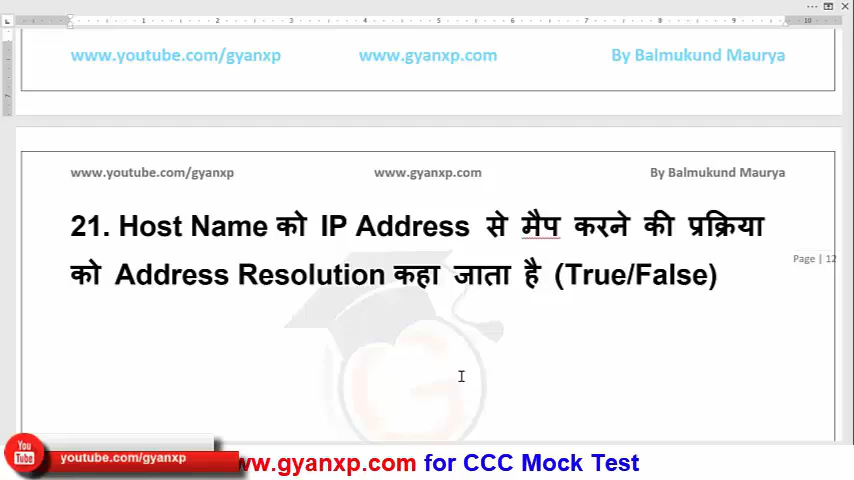 www.youtube.com/gyanxp www.gyanxp.com By Balmukund Maurya
www.youtube.com/gyanxp www.gyanxp.com By Balmukund Maurya
21. Host Name को IP Address से मैप करने की प्रक्रिया
Page | 12
को Address Resolution कहा जाता है (True/False)
You
Tube
youtube.com/gyanxp
ww.gyanxp.com for CCC Mock Test